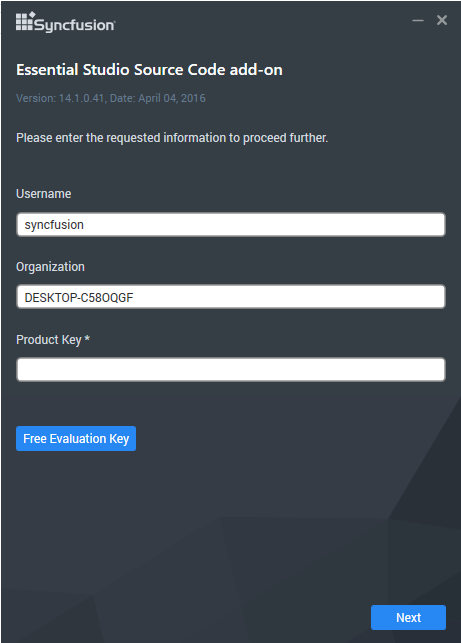 Syncfusion
Essential Studio Source Code add-on
Version: 14.1.0.41, Date: April 04, 2016
Please enter the requested information to proceed further.
Username
syncfusion
Organization
DESKTOP-C58OQGF
Product Key *
Free Evaluation Key
Next